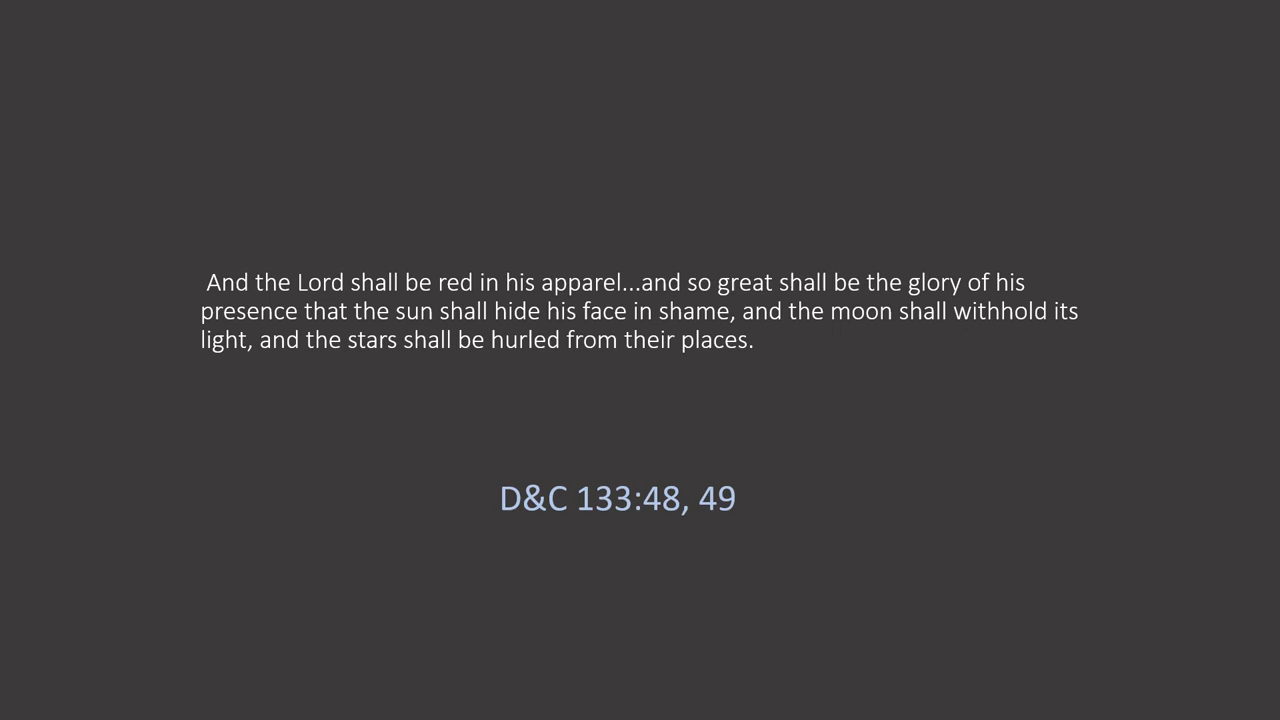 And the Lord shall be red in his apparel...and so great shall be the glory of his
presence that the sun shall hide his face in shame, and the moon shall withhold its
light, and the stars shall be hurled from their places.
D&C 133:48, 49